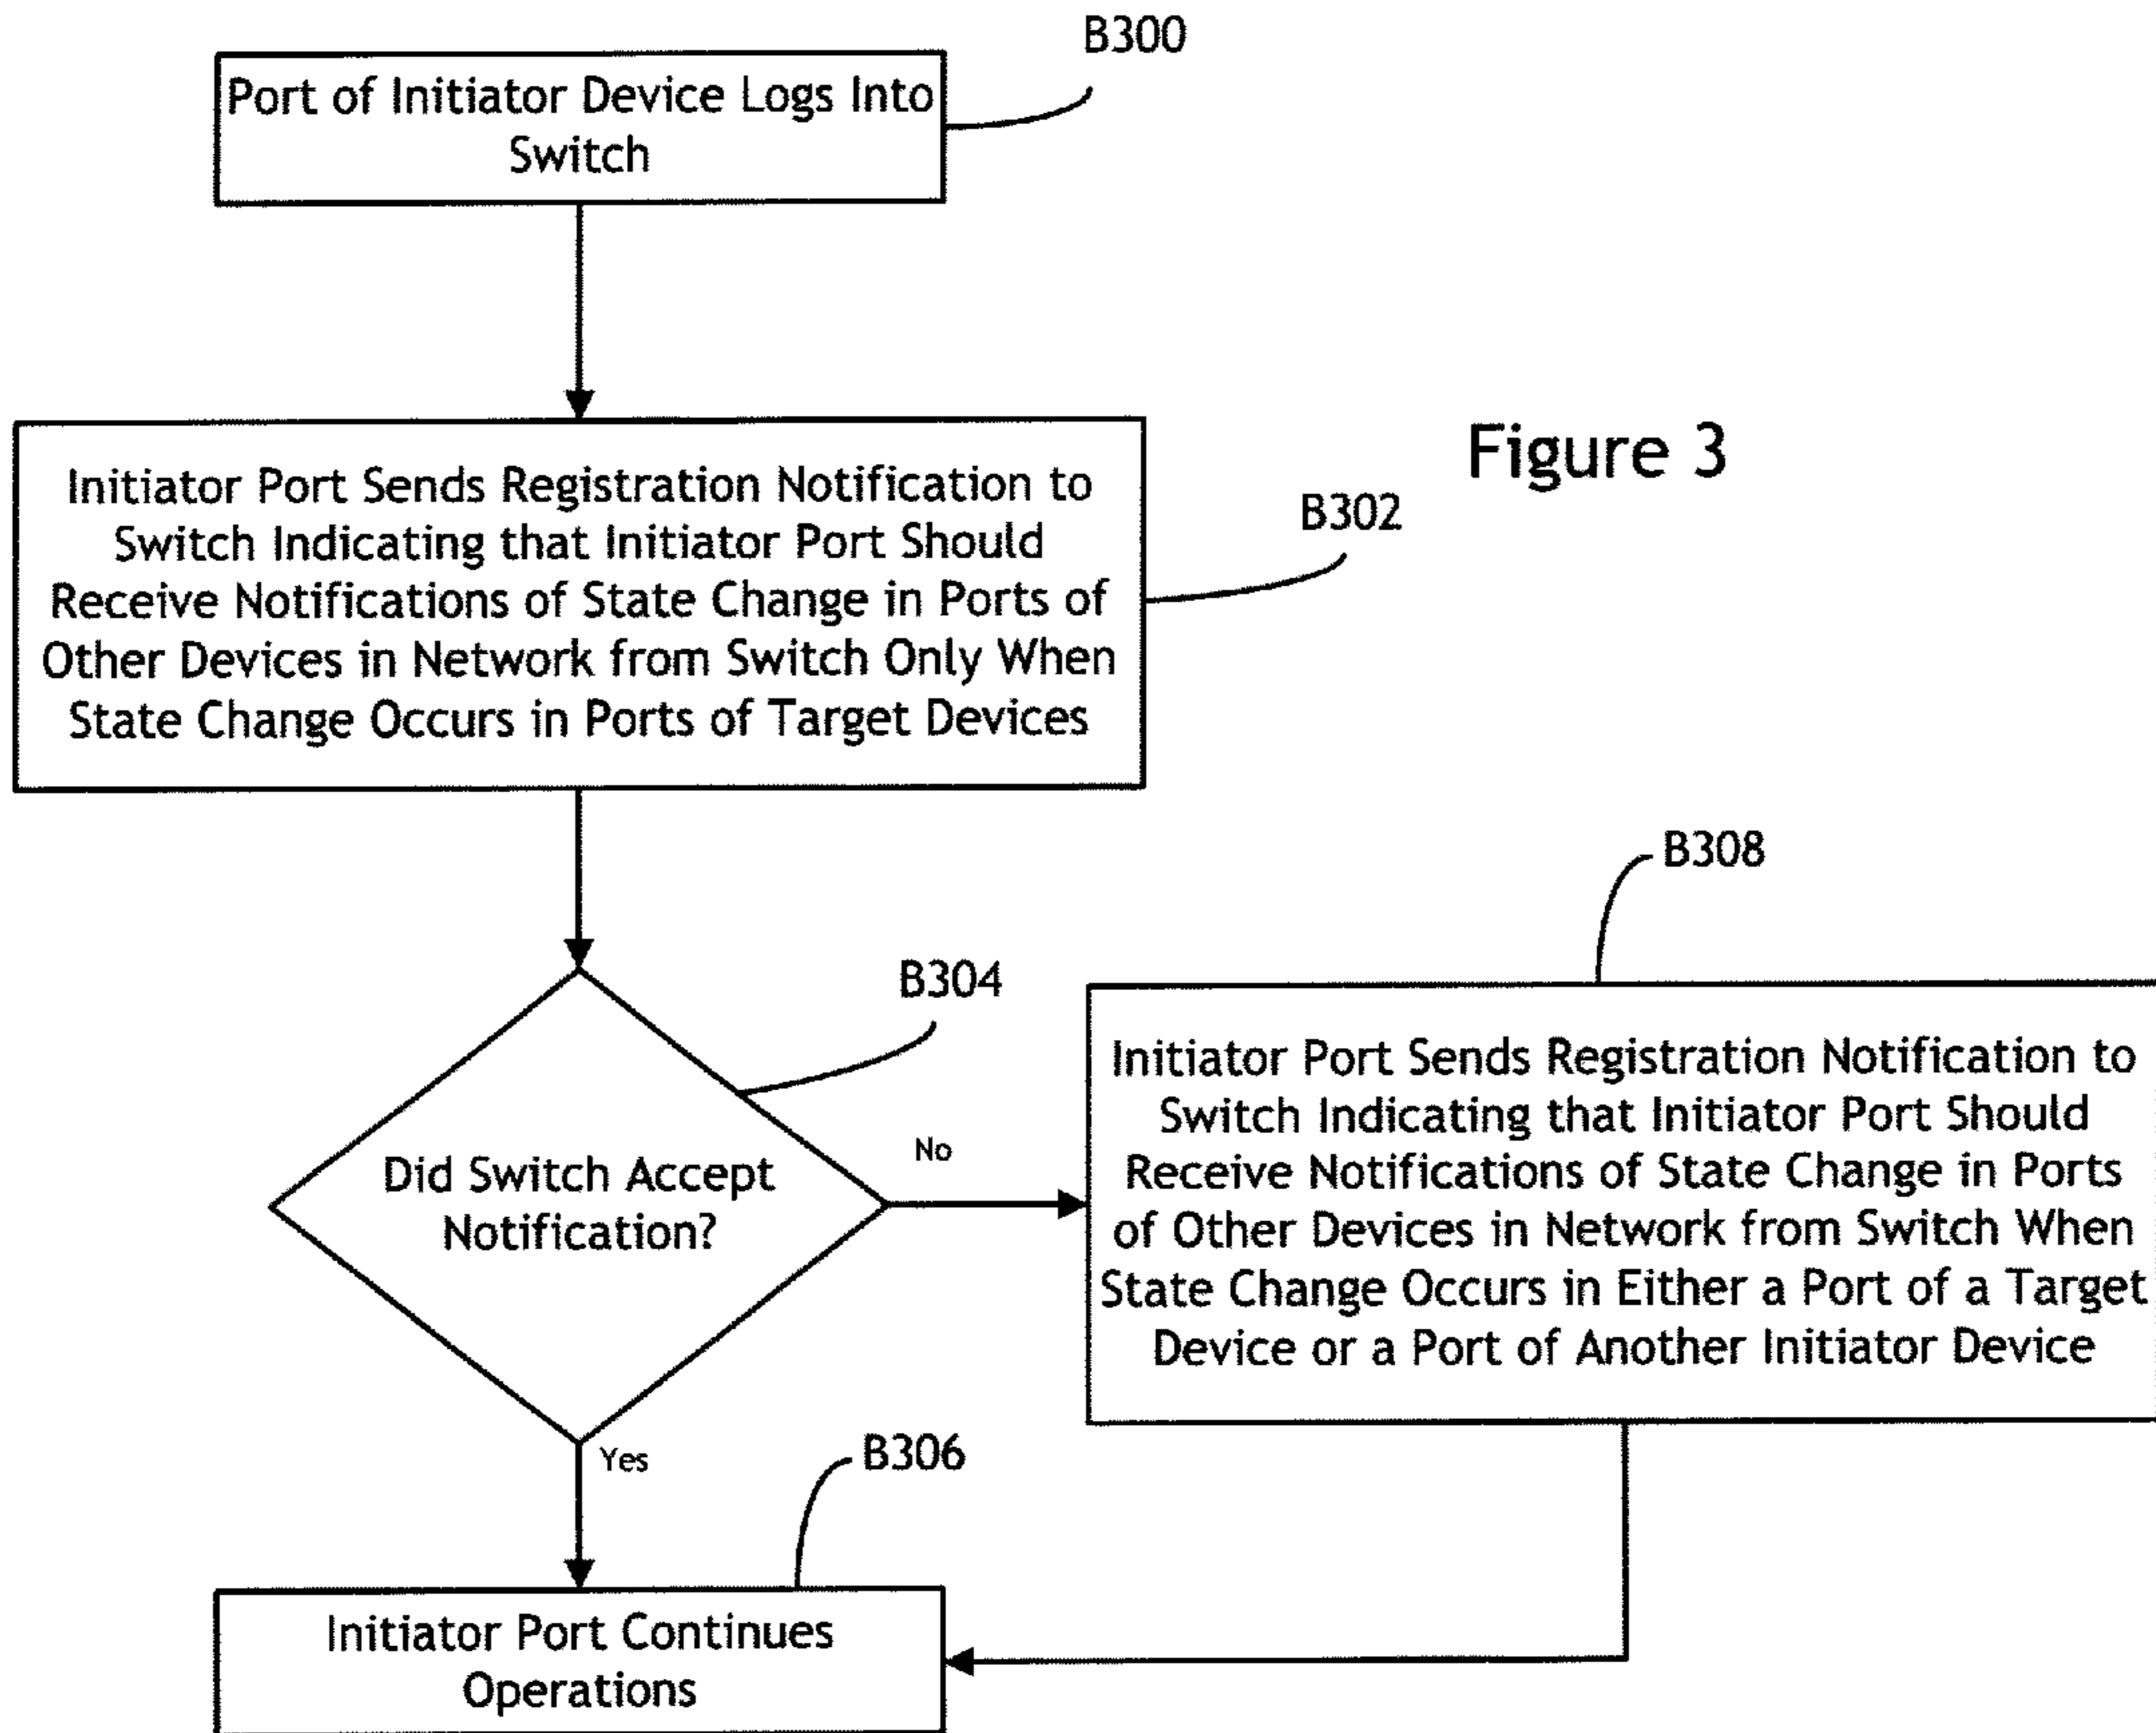 B300
Port of Initiator Device Logs Into
Switch
Figure 3
B302
Initiator Port Sends Registration Notification to
Switch Indicating that Initiator Port Should
Receive Notifications of State Change in Ports of
Other Devices in Network from Switch Only When
State Change Occurs in Ports of Target Devices
B304
Did Switch Accept
Notification?
No
Yes
B308
Initiator Port Sends Registration Notification to
Switch Indicating that Initiator Port Should
Receive Notifications of State Change in Ports
of Other Devices in Network from Switch When
State Change Occurs in Either a Port of a Target
Device or a Port of Another Initiator Device
B306
Initiator Port Continues
Operations